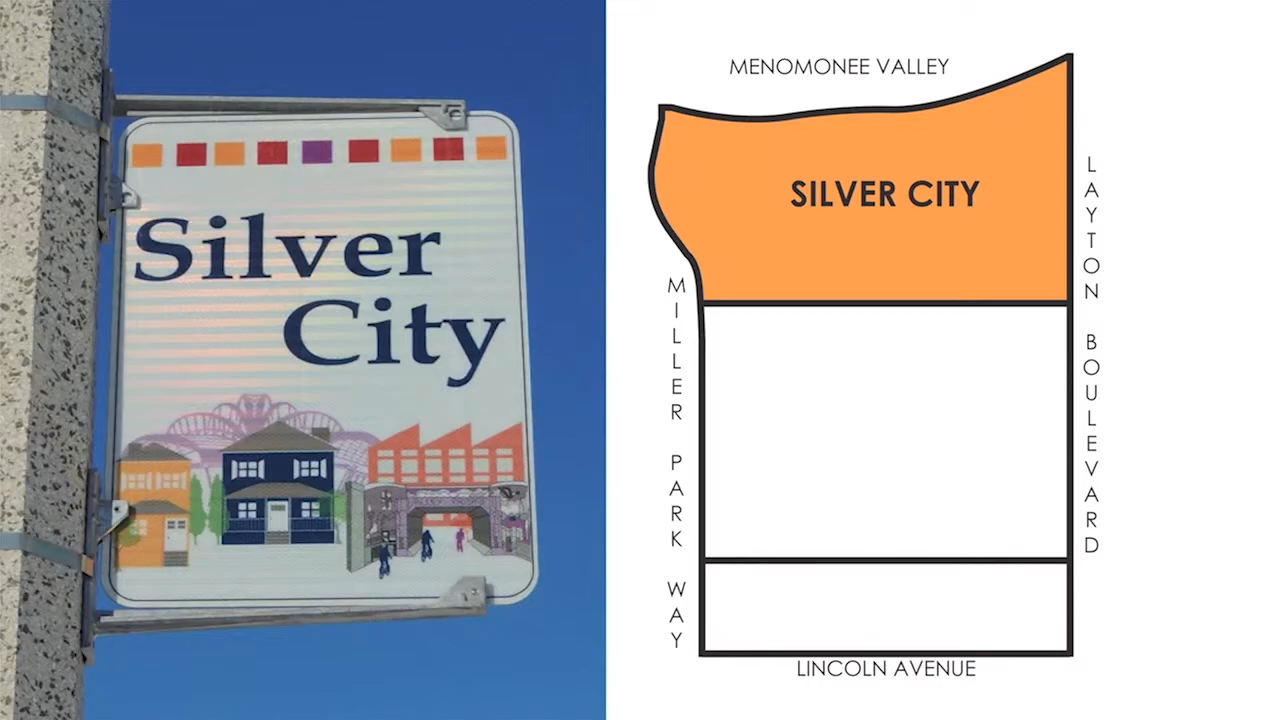 Silver
City
MENOMONEE VALLEY
SILVER CITY
LAYTON BOULEVARD
MILLER PARK WAY
LINCOLN AVENUE